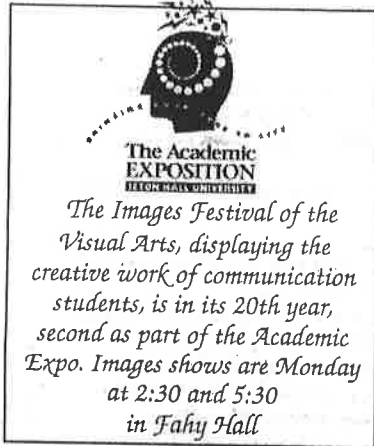 The Academic
EXPOSITION
SETON HALL UNIVERSITY
The Images Festival of the
Visual Arts, displaying the
creative work of communication
students, is in its 20th year,
second as part of the Academic
Expo. Images shows are Monday
at 2:30 and 5:30
in Fahy Hall